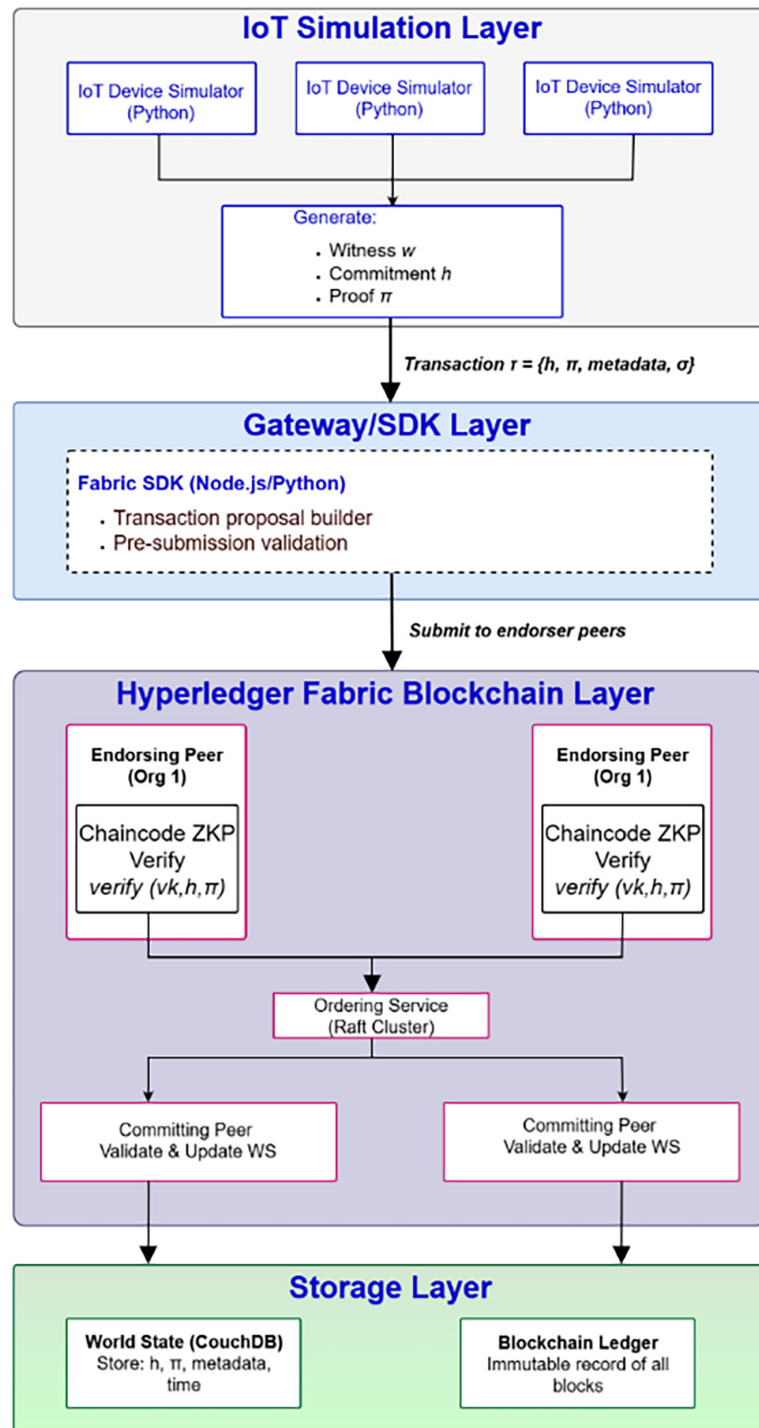 IoT Simulation Layer
IoT Device Simulator
(Python)
IoT Device Simulator
(Python)
IoT Device Simulator
(Python)
Generate:
• Witness w
• Commitment h
• Proof π
Transaction τ = {h, π, metadata, σ}
Gateway/SDK Layer
Fabric SDK (Node.js/Python)
• Transaction proposal builder
• Pre-submission validation
Submit to endorser peers
Hyperledger Fabric Blockchain Layer
Endorsing Peer
(Org 1)
Chaincode ZKP
Verify
verify (vk,h,π)
Endorsing Peer
(Org 1)
Chaincode ZKP
Verify
verify (vk,h,π)
Ordering Service
(Raft Cluster)
Committing Peer
Validate & Update WS
Committing Peer
Validate & Update WS
Storage Layer
World State (CouchDB)
Store: h, π, metadata,
time
Blockchain Ledger
Immutable record of all
blocks